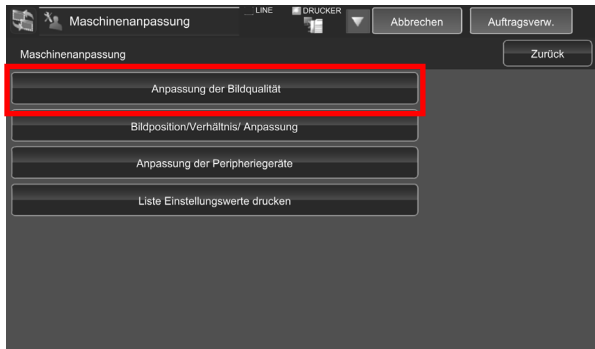 Maschinenanpassung
LINE
DRUCKER
Abbrechen
Auftragsverw.
Maschinenanpassung
Zurück
Anpassung der Bildqualität
Bildposition/Verhältnis/ Anpassung
Anpassung der Peripheriegeräte
Liste Einstellungswerte drucken